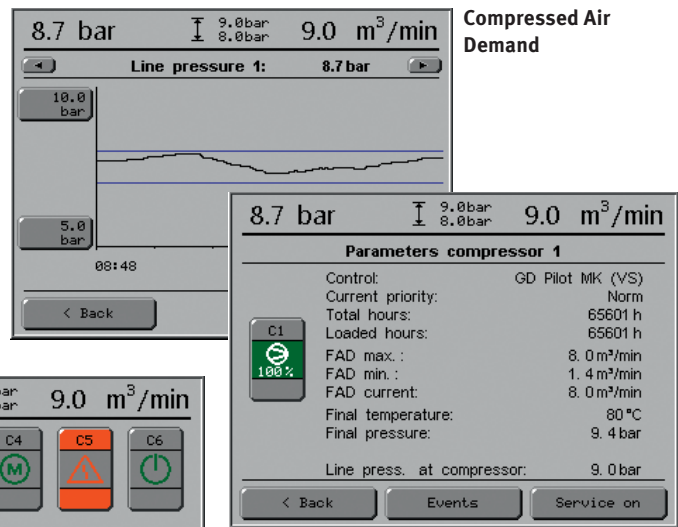 Compressed Air
Demand
8.7 bar 9.0bar 8.0bar 9.0 m³/min
Line pressure 1: 8.7 bar
10.0
bar
5.0
bar
08:48
< Back
8.7 bar 9.0bar 8.0bar 9.0 m³/min
Parameters compressor 1
Control: GD Pilot MK (VS)
Current priority: Norm
Total hours: 65601 h
Loaded hours: 65601 h
C1
100%
FAD max. : 8.0 m³/min
FAD min. : 1.4 m³/min
FAD current: 8.0 m³/min
Final temperature: 80 °C
Final pressure: 9.4 bar
Line press. at compressor: 9.0 bar
< Back Events Service on
9.0 m³/min
C4 C5 C6
M